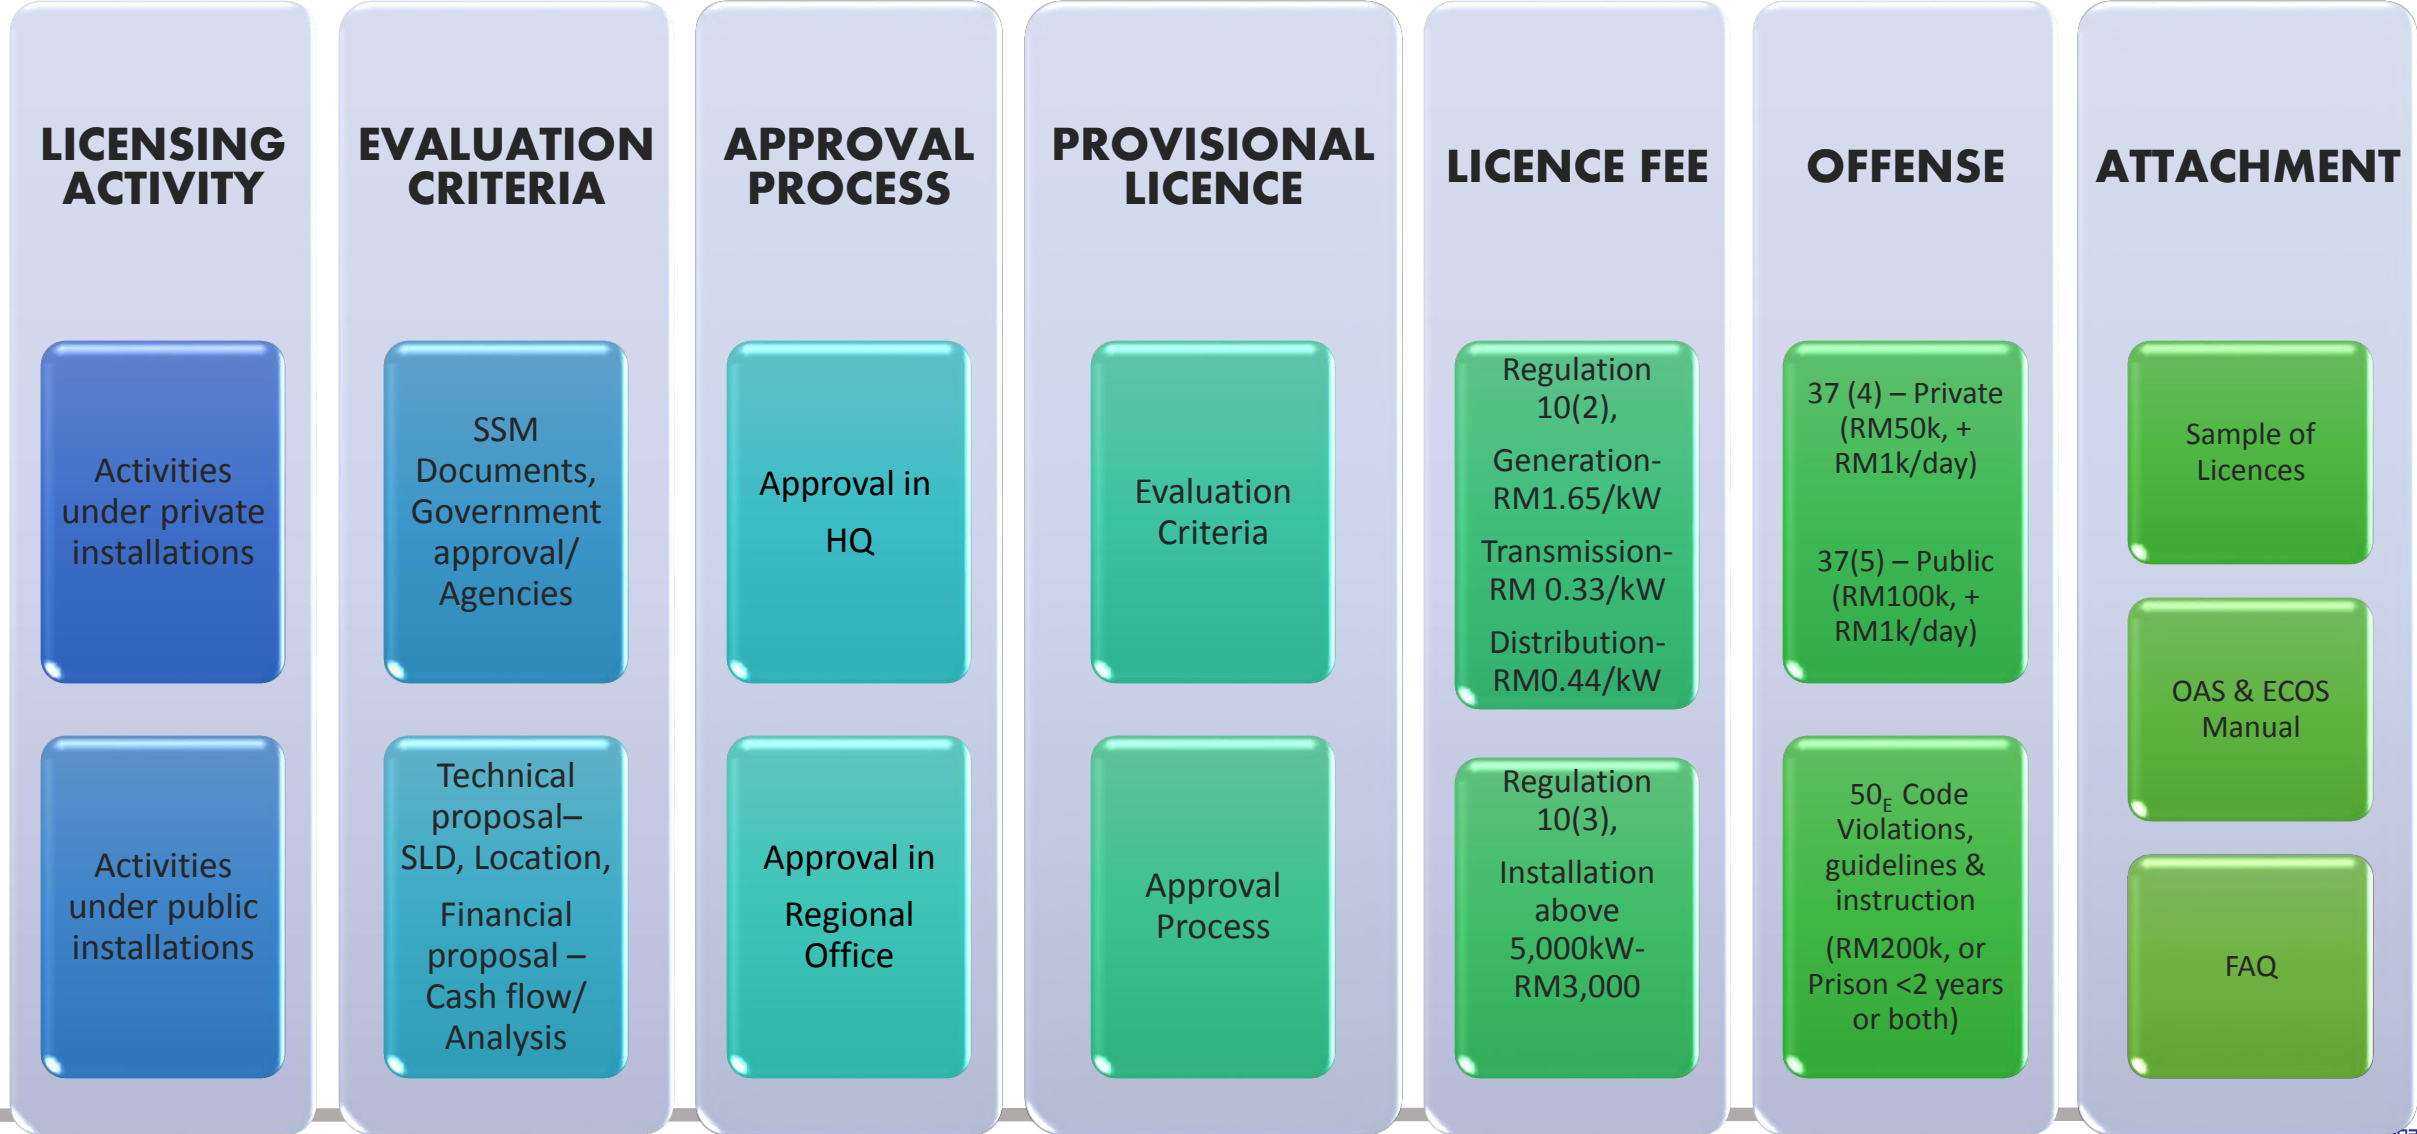 LICENSING
ACTIVITY
Activities
under private
installations
Activities
under public
installations
EVALUATION
CRITERIA
SSM
Documents,
Government
approval/
Agencies
Technical
proposal–
SLD, Location,
Financial
proposal –
Cash flow/
Analysis
APPROVAL
PROCESS
Approval in
HQ
Approval in
Regional
Office
PROVISIONAL
LICENCE
Evaluation
Criteria
Approval
Process
LICENCE FEE
Regulation
10(2),
Generation-
RM1.65/kW
Transmission-
RM 0.33/kW
Distribution-
RM0.44/kW
Regulation
10(3),
Installation
above
5,000kW-
RM3,000
OFFENSE
37 (4) – Private
(RM50k, +
RM1k/day)
37(5) – Public
(RM100k, +
RM1k/day)
50E Code
Violations,
guidelines &
instruction
(RM200k, or
Prison <2 years
or both)
ATTACHMENT
Sample of
Licences
OAS & ECOS
Manual
FAQ